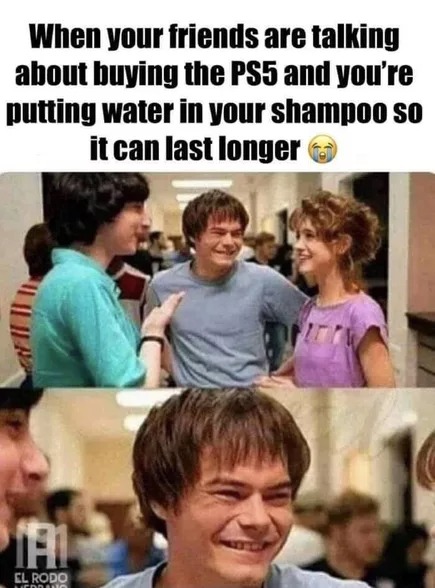 When your friends are talking
about buying the PS5 and you're
putting water in your shampoo so
it can last longer 😭
EL RODO